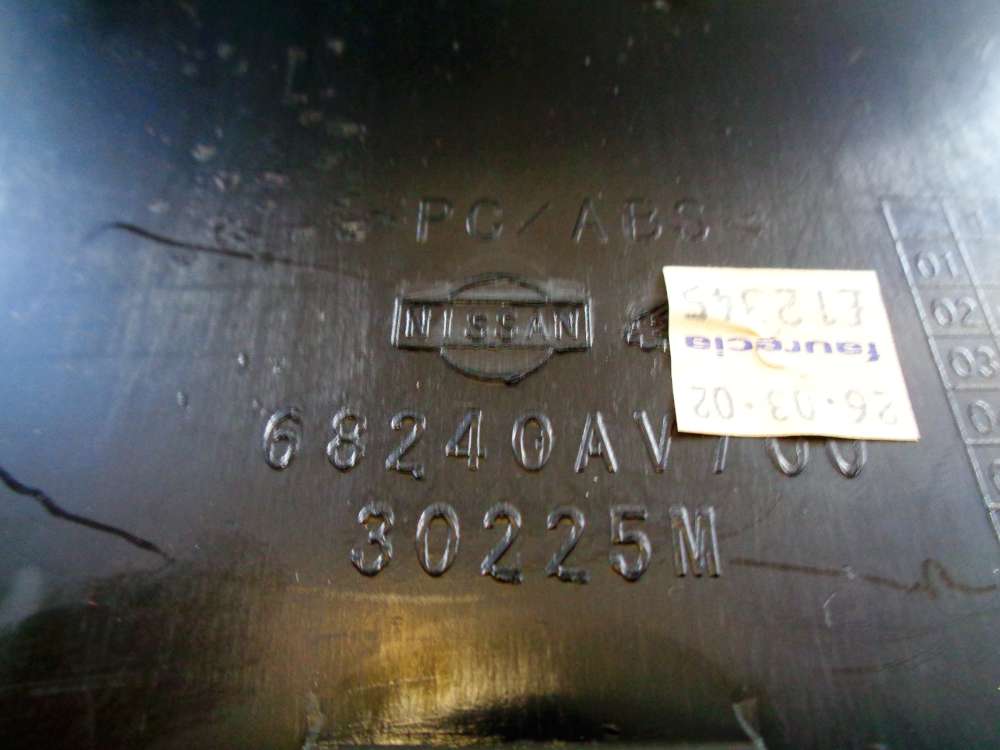 >PC/ABS<
NISSAN
68240AV700
30225M
E12345
faurecia
26.03.02
01
02
03